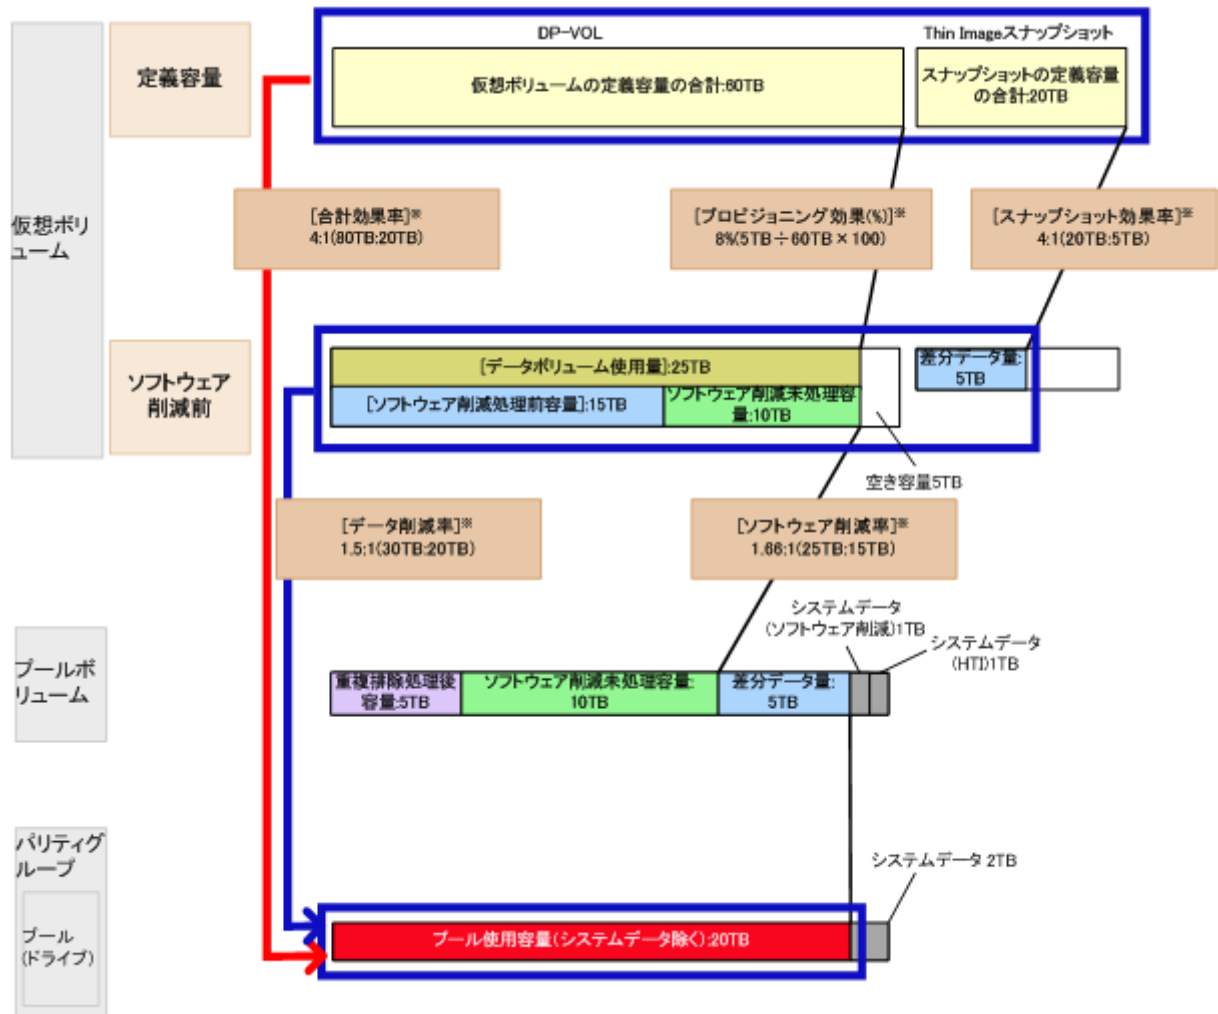 DP-VOL
Thin Imageスナップショット
定義容量
仮想ボリュームの定義容量の合計:60TB
スナップショットの定義容量
の合計:20TB
仮想ボリ
ューム
[合計効果率]※
4:1(80TB:20TB)
[プロビジョニング効果(%)]※
8%(5TB÷60TB×100)
[スナップショット効果率]※
4:1(20TB:5TB)
ソフトウェア
削減前
[データボリューム使用量]:25TB
[ソフトウェア削減処理前容量]:15TB
ソフトウェア削減未処理容
量:10TB
差分データ量:
5TB
空き容量5TB
[データ削減率]※
1.5:1(30TB:20TB)
[ソフトウェア削減率]※
1.66:1(25TB:15TB)
システムデータ
(ソフトウェア削減)1TB
システムデータ
(HTI)1TB
プールボ
リューム
重複排除処理後
容量:5TB
ソフトウェア削減未処理容量:
10TB
差分データ量:
5TB
パリティグ
ループ
プール
(ドライブ)
システムデータ 2TB
プール使用容量(システムデータ除く):20TB